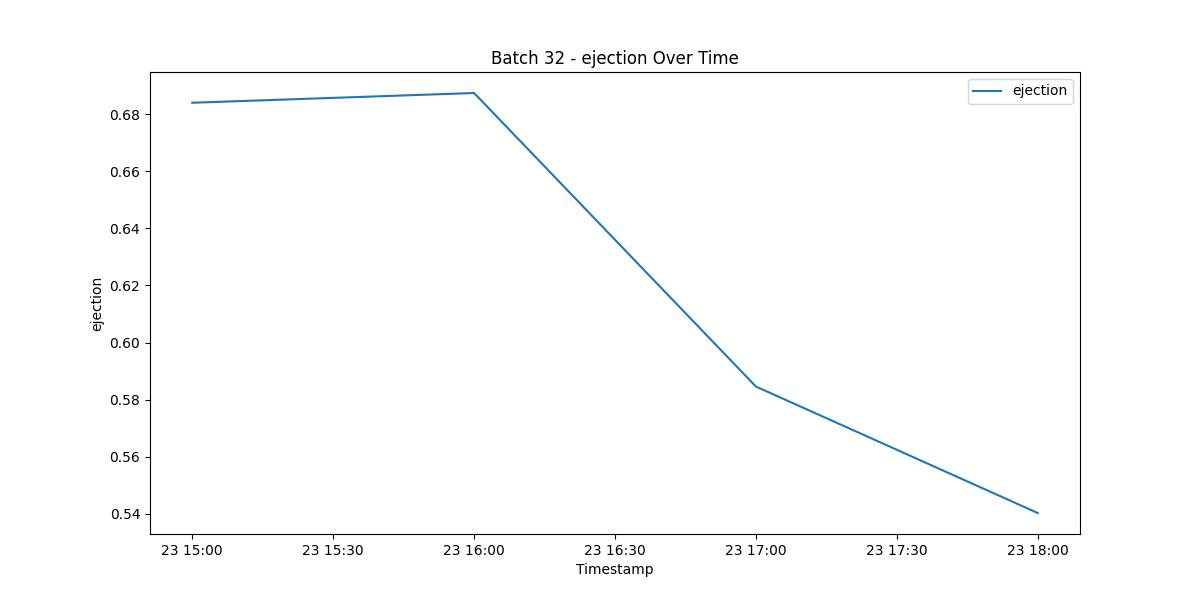 Batch 32 - ejection Over Time
ejection
0.68
0.66
0.64
0.62
0.60
0.58
0.56
0.54
ejection
23 15:00 23 15:30 23 16:00 23 16:30 23 17:00 23 17:30 23 18:00
Timestamp